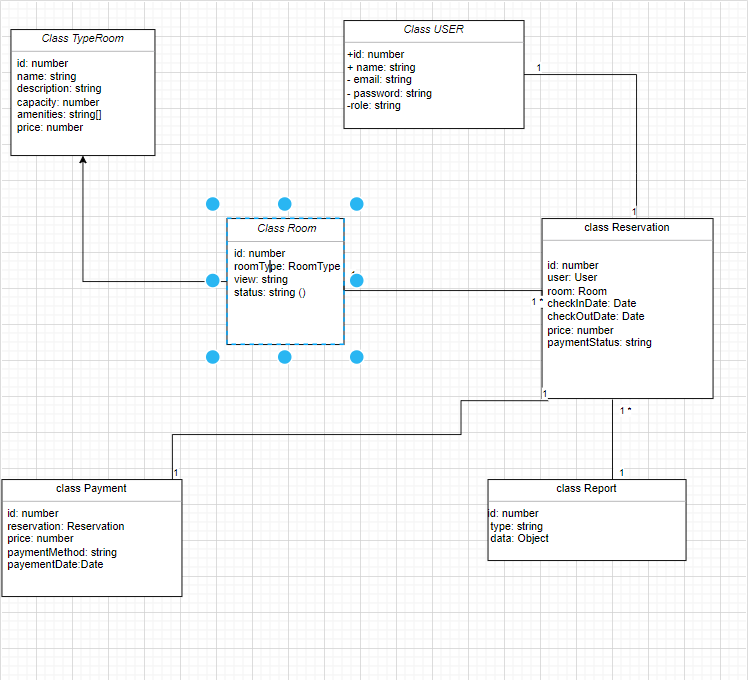 Class TypeRoom
id: number
name: string
description: string
capacity: number
amenities: string[]
price: number
Class USER
+id: number
+ name: string
- email: string
- password: string
-role: string
1
1
Class Room
id: number
roomType: RoomType
view: string
status: string ()
1 *
class Reservation
id: number
user: User
room: Room
checkInDate: Date
checkOutDate: Date
price: number
paymentStatus: string
1
1 *
1
1
class Payment
id: number
reservation: Reservation
price: number
paymentMethod: string
payementDate:Date
class Report
id: number
type: string
data: Object